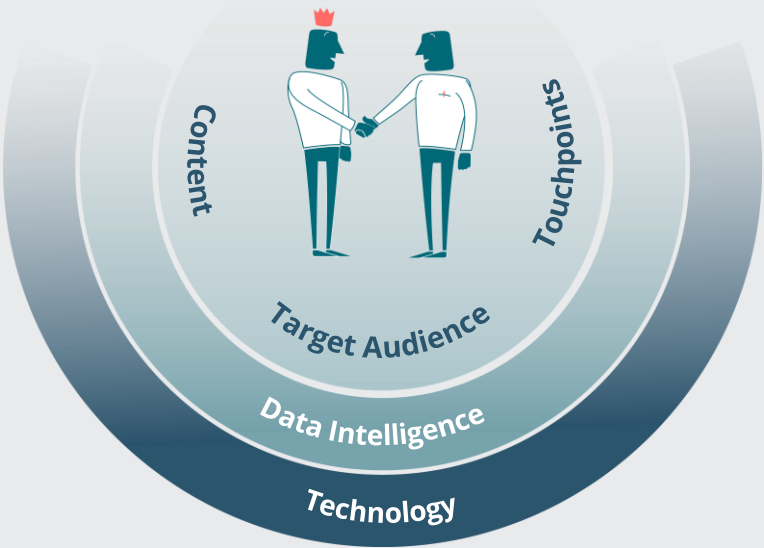 Content
Touchpoints
Target Audience
Data Intelligence
Technology